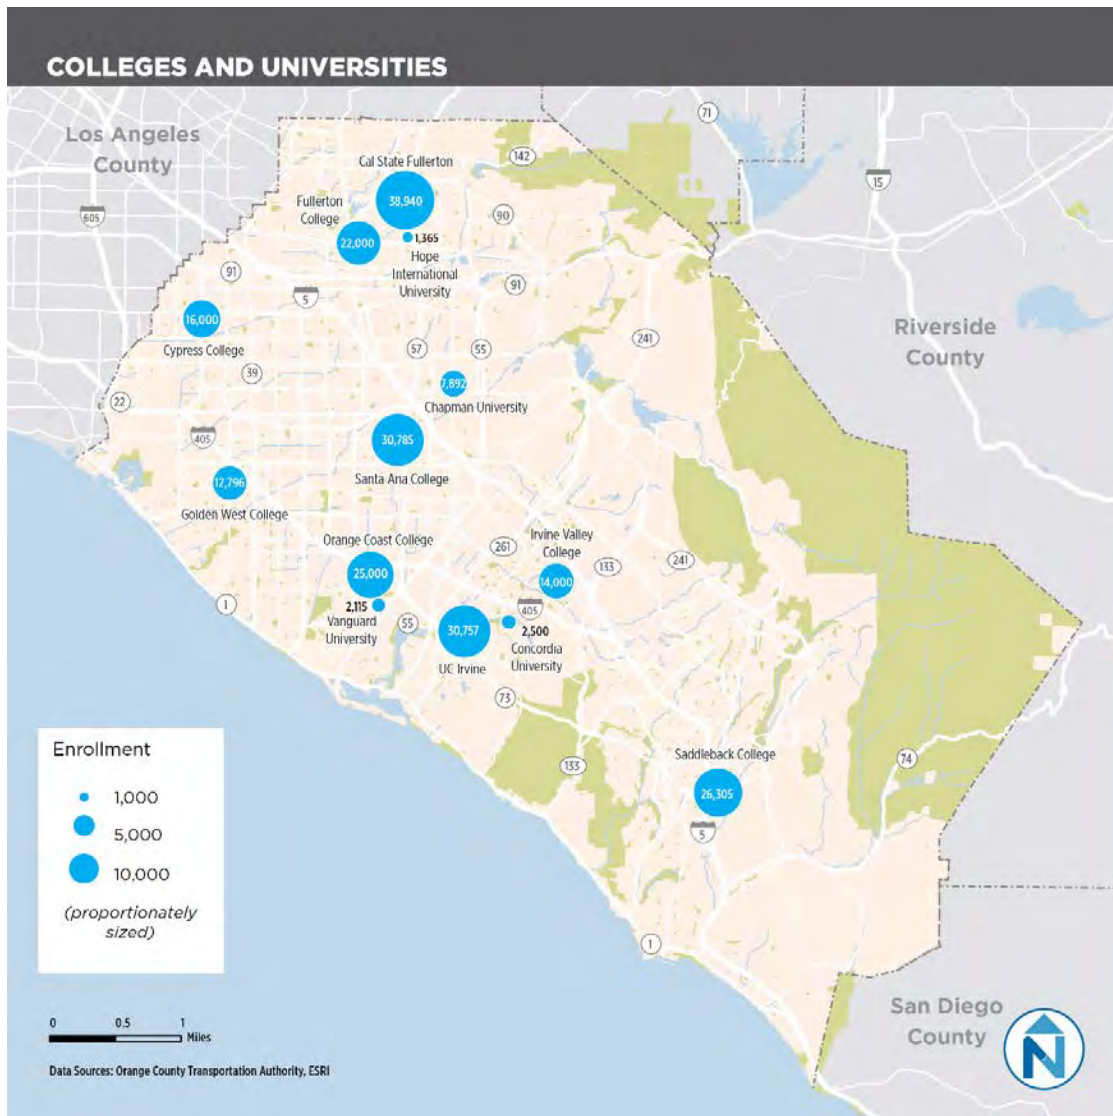 COLLEGES AND UNIVERSITIES
Los Angeles
County
71
142
Cal State Fullerton
15
38,940
Fullerton
College
605
90
22,000
1,365
Hope
International
University
91
91
5
16,000
Riverside
County
Cypress College
57
55
241
39
7,892
22
Chapman University
405
30,785
Santa Ana College
12,796
Golden West College
Orange Coast College
Irvine Valley
College
261
133
241
25,000
14,000
1
2,115
Vanguard
University
55
405
30,757
2,500
Concordia
University
UC Irvine
73
Saddleback College
133
74
26,305
5
Enrollment
1,000
5,000
10,000
(proportionately
sized)
1
San Diego
County
N
0 0.5 1
Miles
Data Sources: Orange County Transportation Authority, ESRI